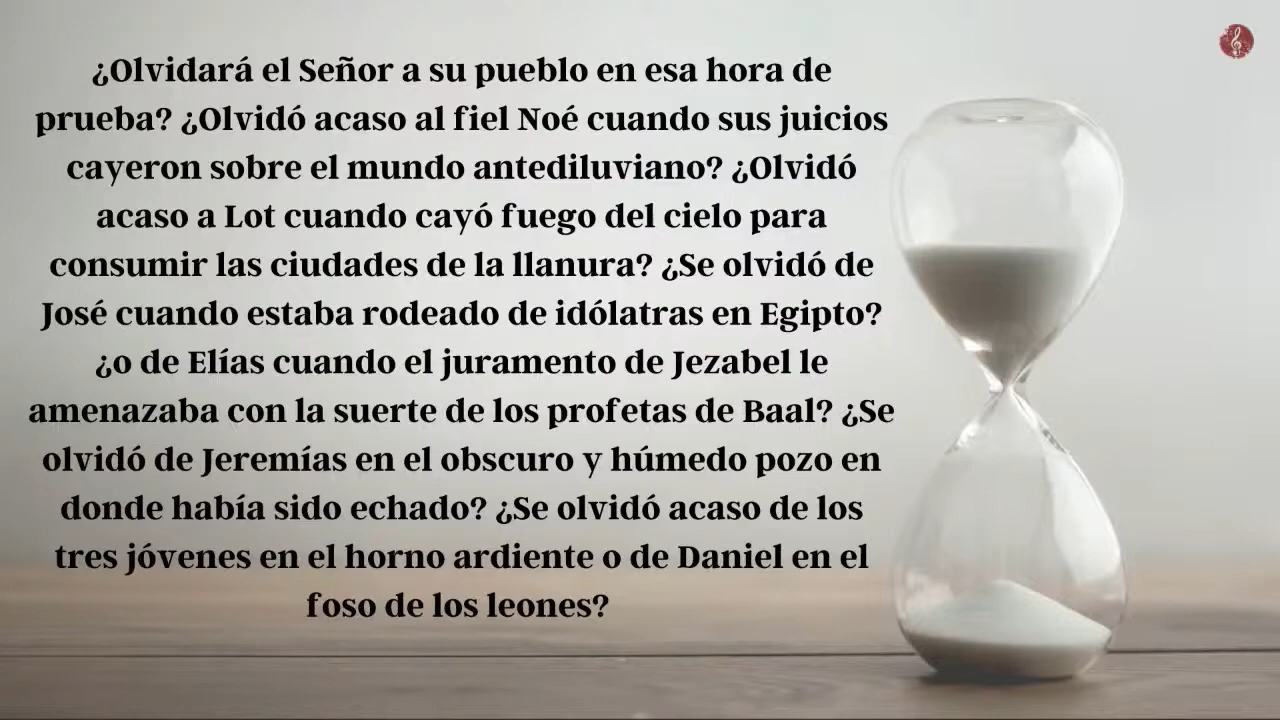 ¿Olvidará el Señor a su pueblo en esa hora de
prueba? ¿Olvidó acaso al fiel Noé cuando sus juicios
cayeron sobre el mundo antediluviano? ¿Olvidó
acaso a Lot cuando cayó fuego del cielo para
consumir las ciudades de la llanura? ¿Se olvidó de
José cuando estaba rodeado de idólatras en Egipto?
¿o de Elías cuando el juramento de Jezabel le
amenazaba con la suerte de los profetas de Baal? ¿Se
olvidó de Jeremías en el obscuro y húmedo pozo en
donde había sido echado? ¿Se olvidó acaso de los
tres jóvenes en el horno ardiente o de Daniel en el
foso de los leones?